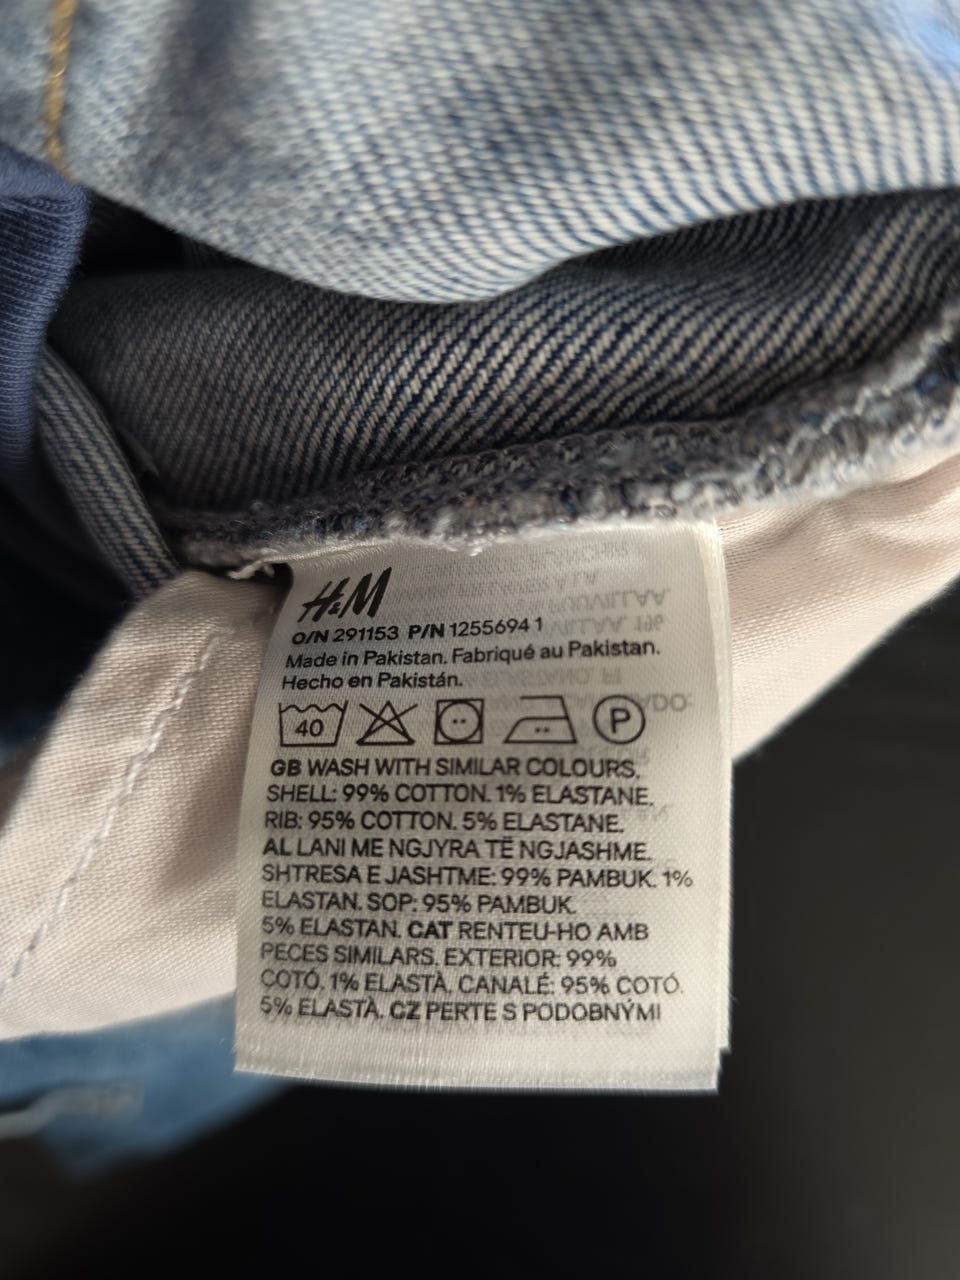 H&M
O/N 291153 P/N 1255694 1
Made in Pakistan. Fabriqué au Pakistan.
Hecho en Pakistán.
40 P
GB WASH WITH SIMILAR COLOURS.
SHELL: 99% COTTON. 1% ELASTANE.
RIB: 95% COTTON. 5% ELASTANE.
AL LANI ME NGJYRA TË NGJASHME.
SHTRESA E JASHTME: 99% PAMBUK. 1%
ELASTAN. SOP: 95% PAMBUK.
5% ELASTAN. CAT RENTEU-HO AMB
PECES SIMILARS. EXTERIOR: 99%
COTÓ. 1% ELASTÀ. CANALÉ: 95% COTÓ.
5% ELASTÀ. CZ PERTE S PODOBNÝMI